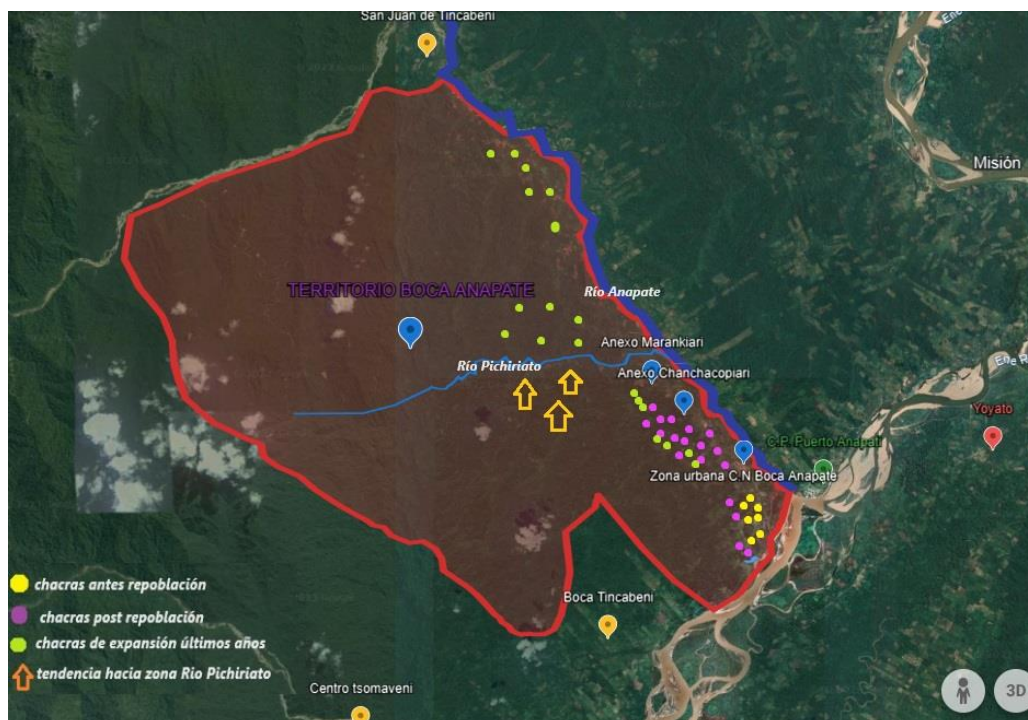 San Juan de Tincabeni
Misión
TERRITORIO BOCA ANAPATE
Río Anapate
Anexo Marankiari
Río Pichiriato
Anexo Chanchacopiari
Yoyato
C.P. Puerto Anapati
Zona urbana C.N Boca Anapate
chacras antes repoblación
Boca Tincabeni
chacras post repoblación
chacras de expansión últimos años
tendencia hacia zona Rio Pichiriato
Centro tsomaveni
3D